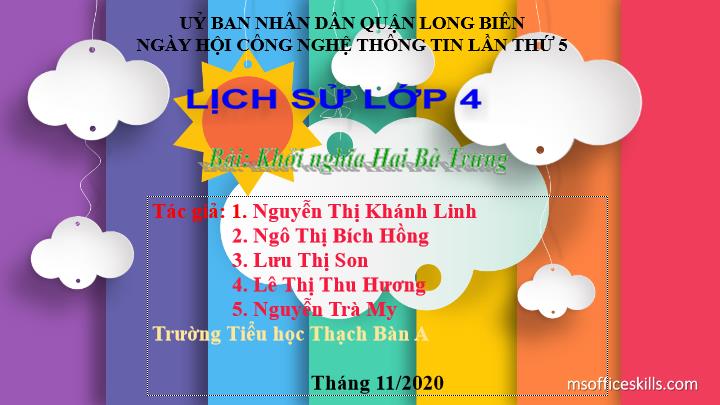 UỶ BAN NHÂN DÂN QUẬN LONG BIÊN
NGÀY HỘI CÔNG NGHỆ THÔNG TIN LẦN THỨ 5
LỊCH SỬ LỚP 4
Bài: Khởi nghĩa Hai Bà Trưng
Tác giả: 1. Nguyễn Thị Khánh Linh
2. Ngô Thị Bích Hồng
3. Lưu Thị Son
4. Lê Thị Thu Hương
5. Nguyễn Trà My
Trường Tiểu học Thạch Bàn A
Tháng 11/2020
msofficeskills.com